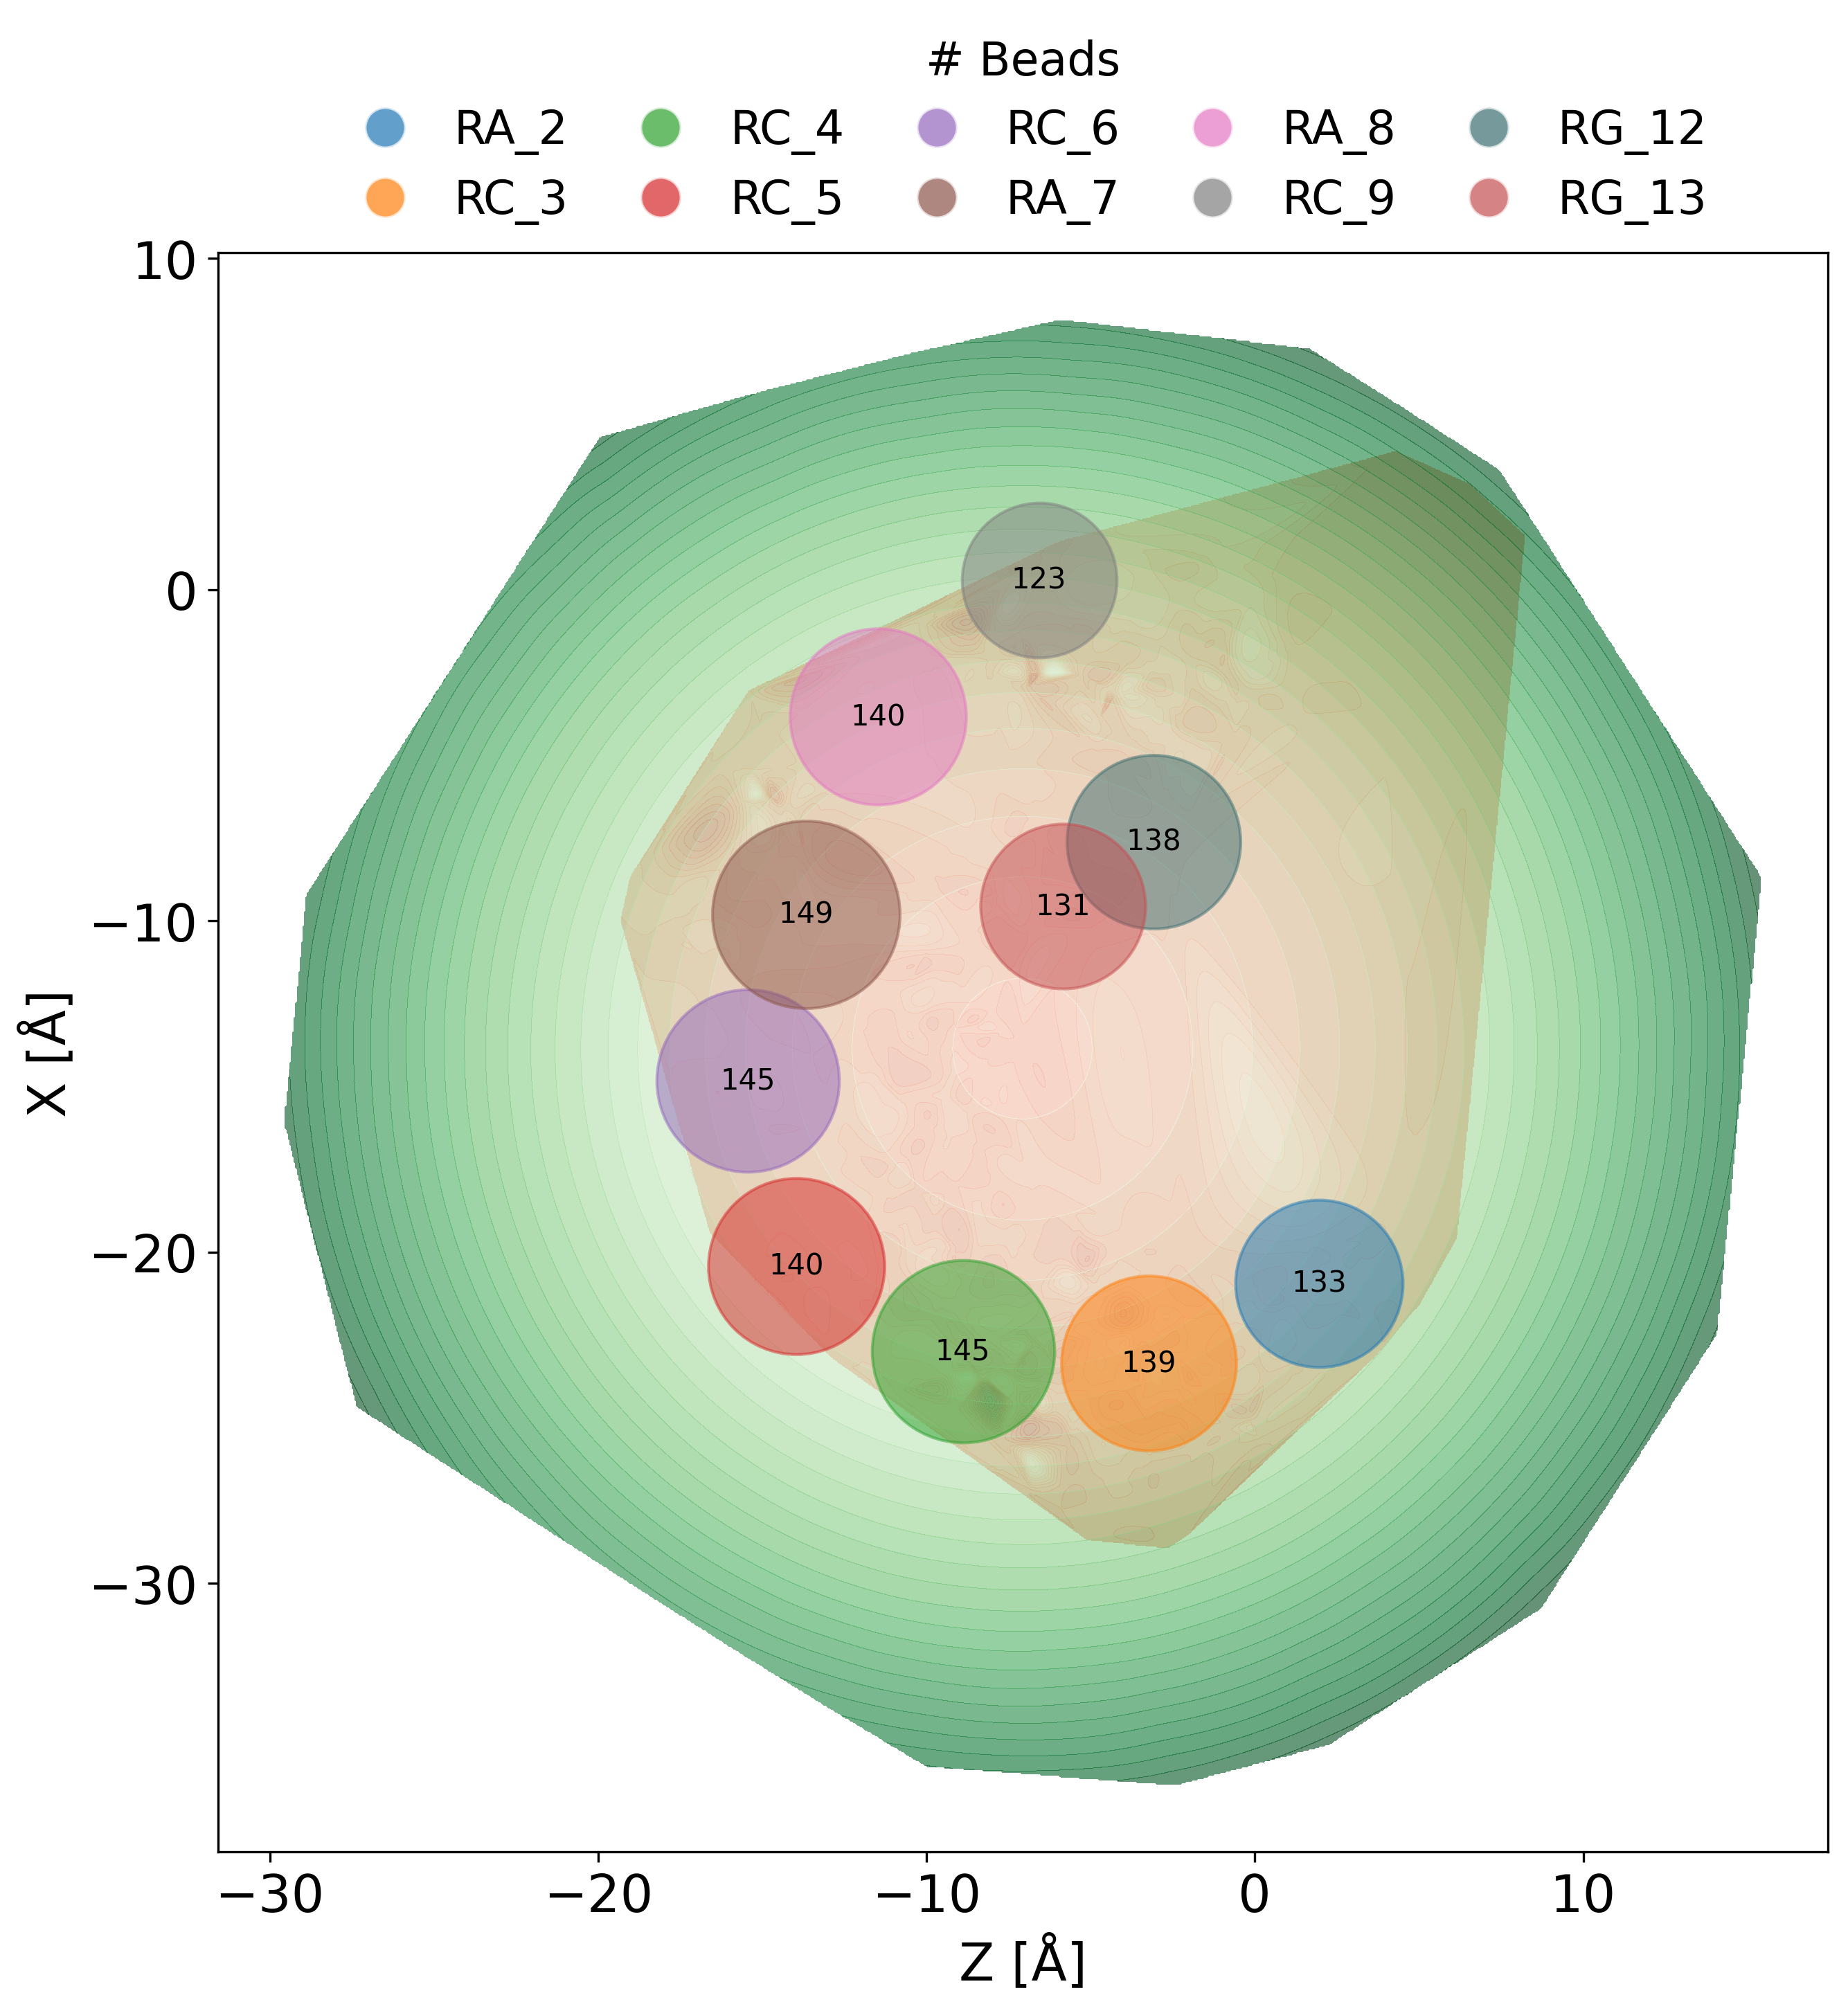 # Beads
RA_2 RC_4 RC_6 RA_8 RG_12
RC_3 RC_5 RA_7 RC_9 RG_13
10
0
−10
−20
−30
X [Å]
123
140
138
131
149
145
140
133
145
139
−30 −20 −10 0 10
Z [Å]